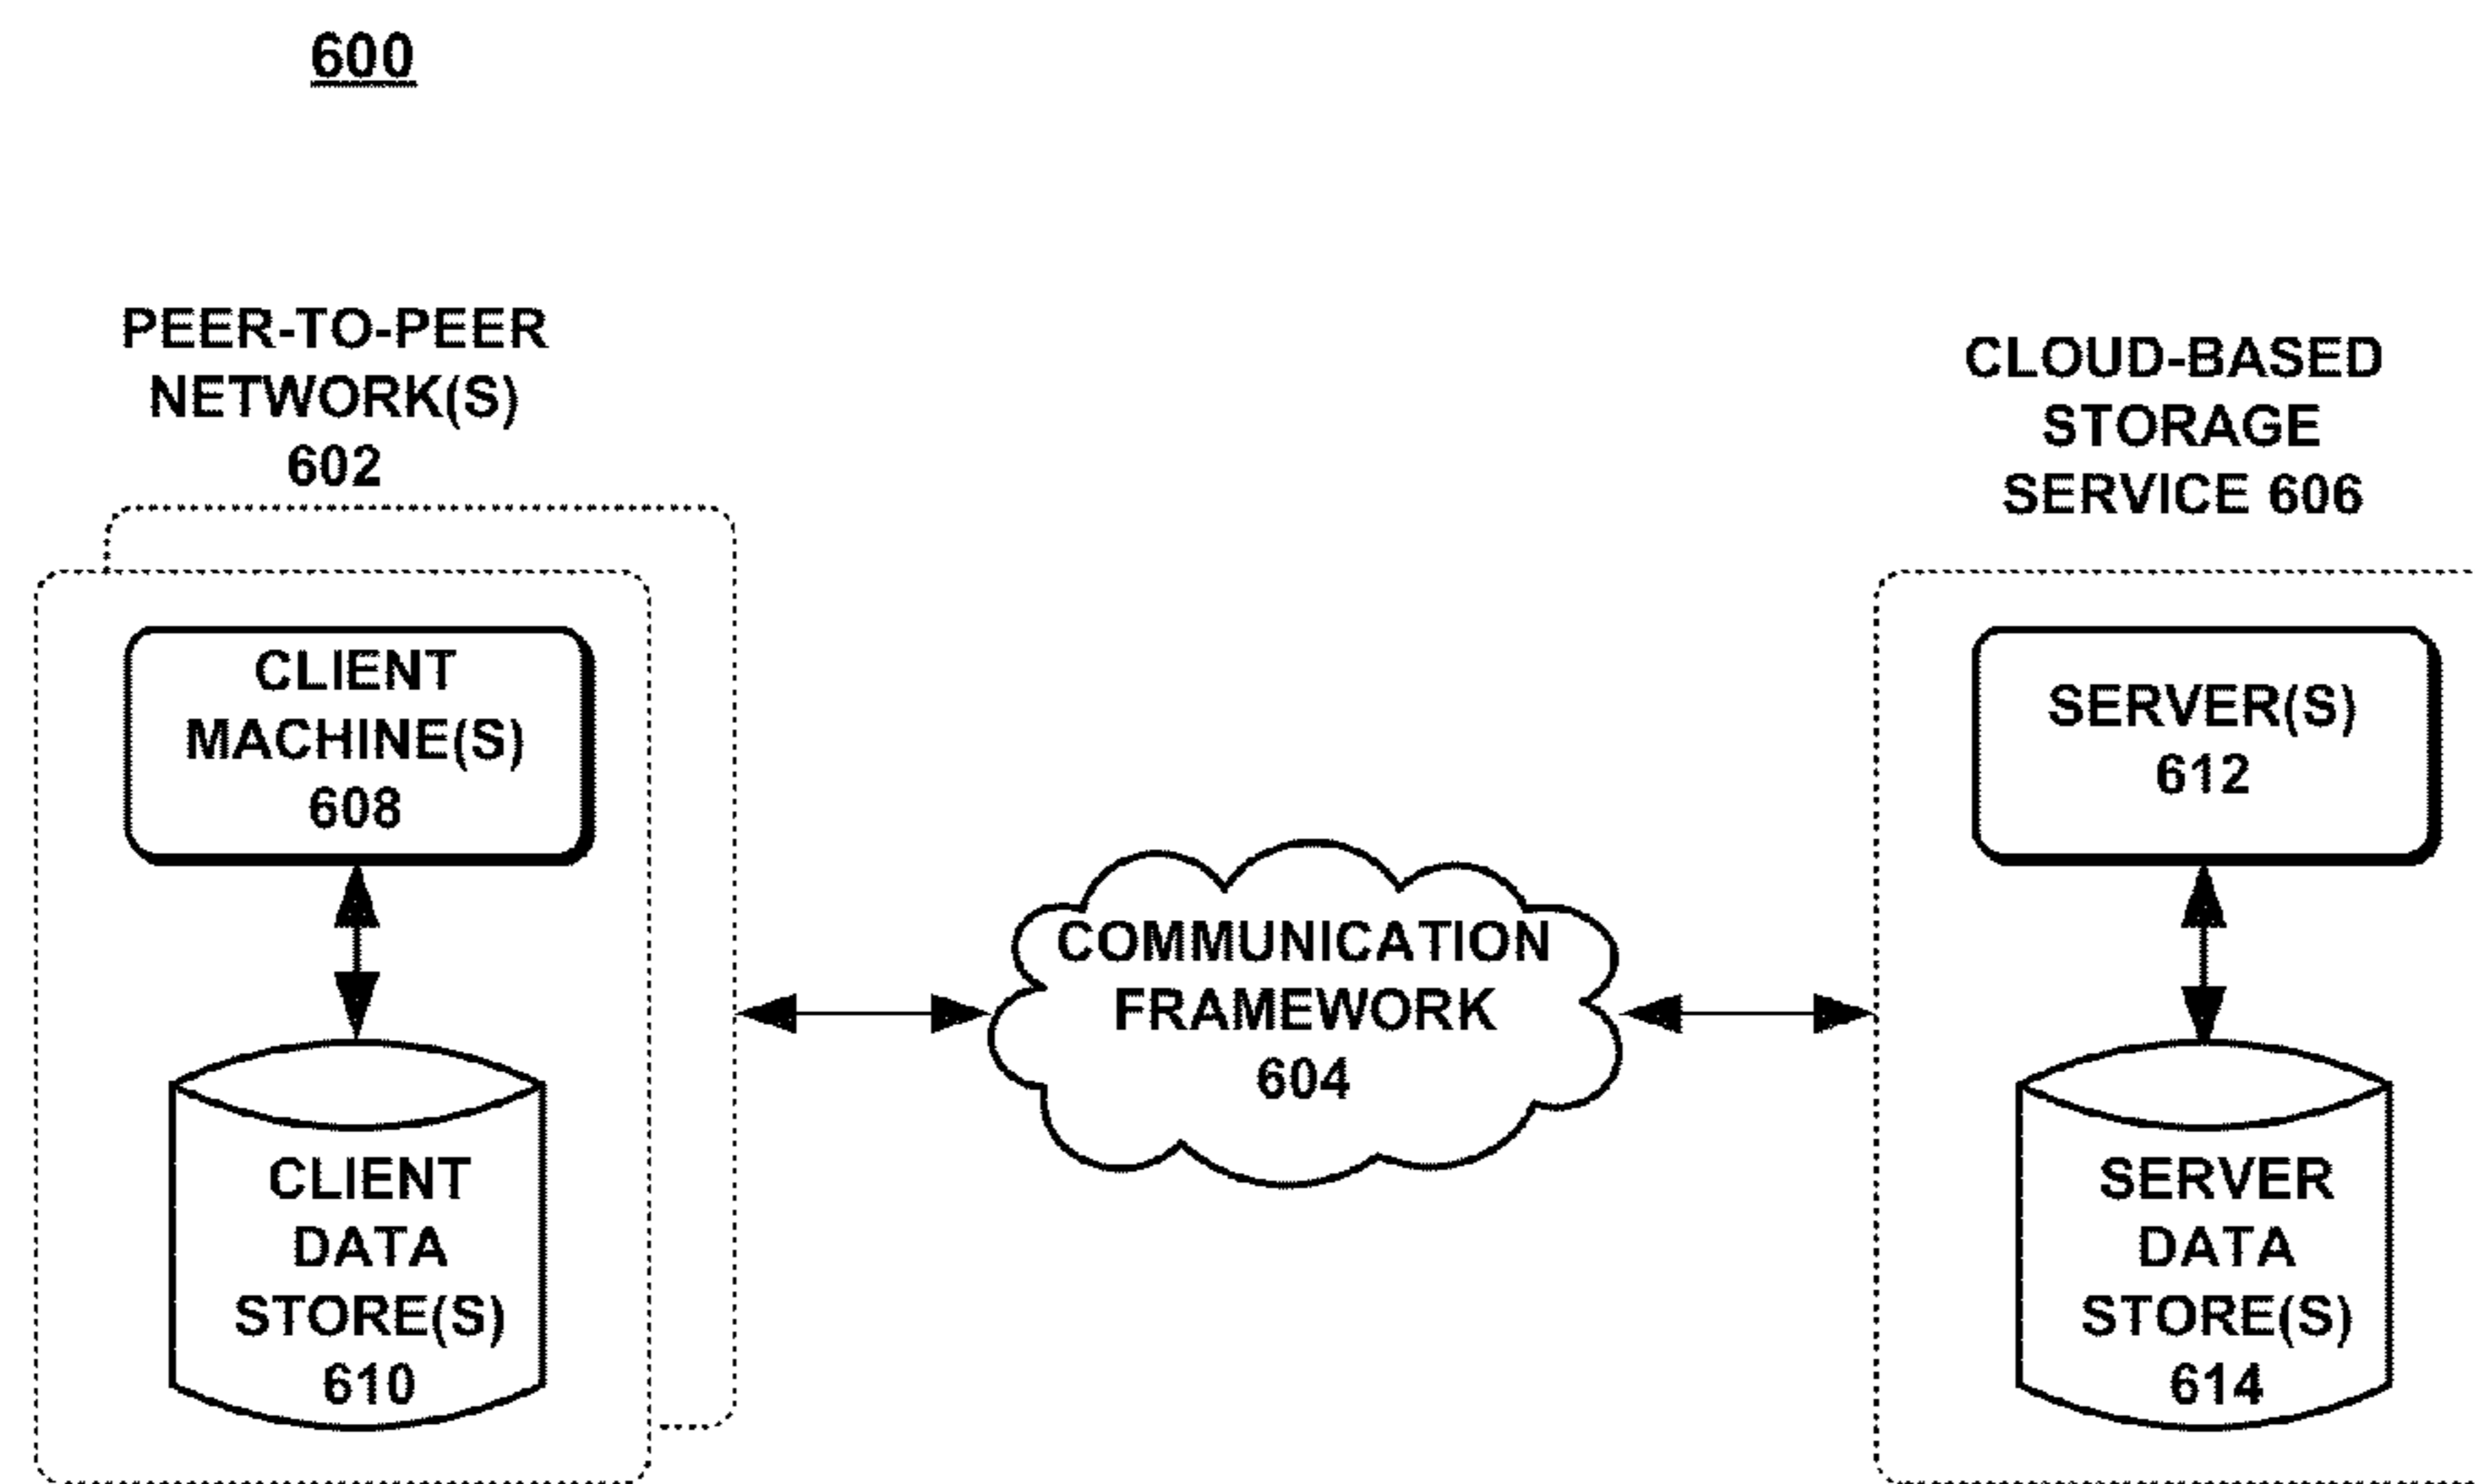 600
PEER-TO-PEER
NETWORK(S)
602
CLOUD-BASED
STORAGE
SERVICE 606
CLIENT
MACHINE(S)
608
SERVER(S)
612
COMMUNICATION
FRAMEWORK
604
CLIENT
DATA
STORE(S)
610
SERVER
DATA
STORE(S)
614